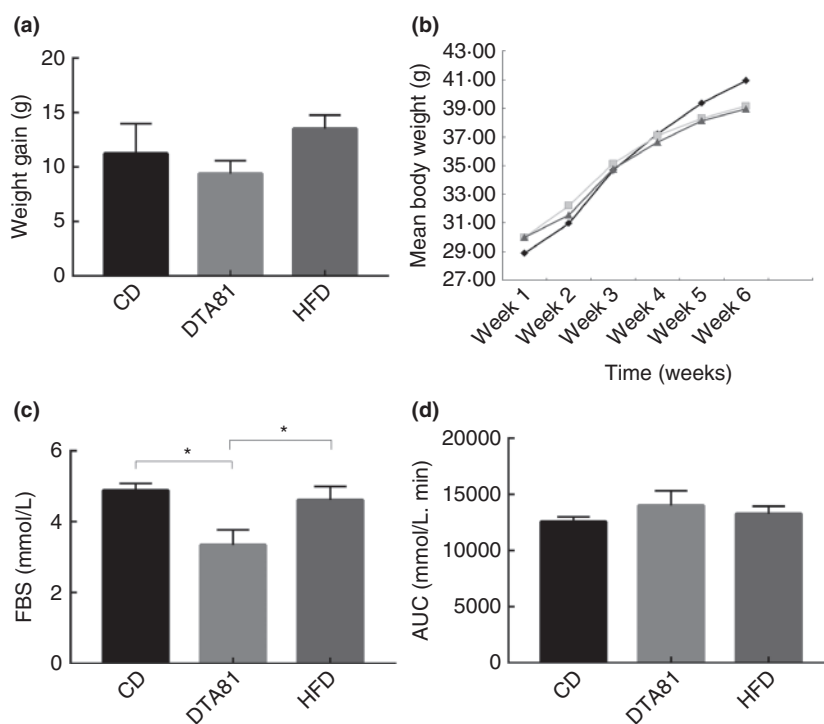 (a)
Weight gain (g)
20
15
10
5
0
CD
DTA81
HFD
(b)
Mean body weight (g)
43·00
41·00
39·00
37·00
35·00
33·00
31·00
29·00
27·00
Week 1
Week 2
Week 3
Week 4
Week 5
Week 6
Time (weeks)
(c)
FBS (mmol/L)
6
4
2
0
*
*
CD
DTA81
HFD
(d)
AUC (mmol/L. min)
20000
15000
10000
5000
0
CD
DTA81
HFD